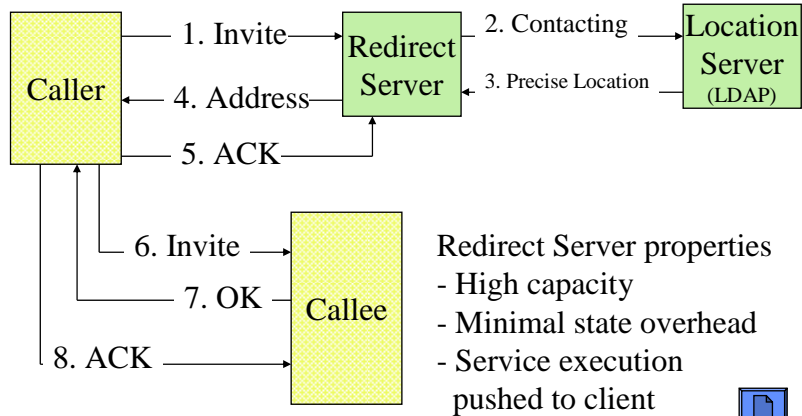 Caller
1. Invite
Redirect
Server
2. Contacting
Location
Server
(LDAP)
3. Precise Location
4. Address
5. ACK
6. Invite
7. OK
8. ACK
Callee
Redirect Server properties
- High capacity
- Minimal state overhead
- Service execution
pushed to client